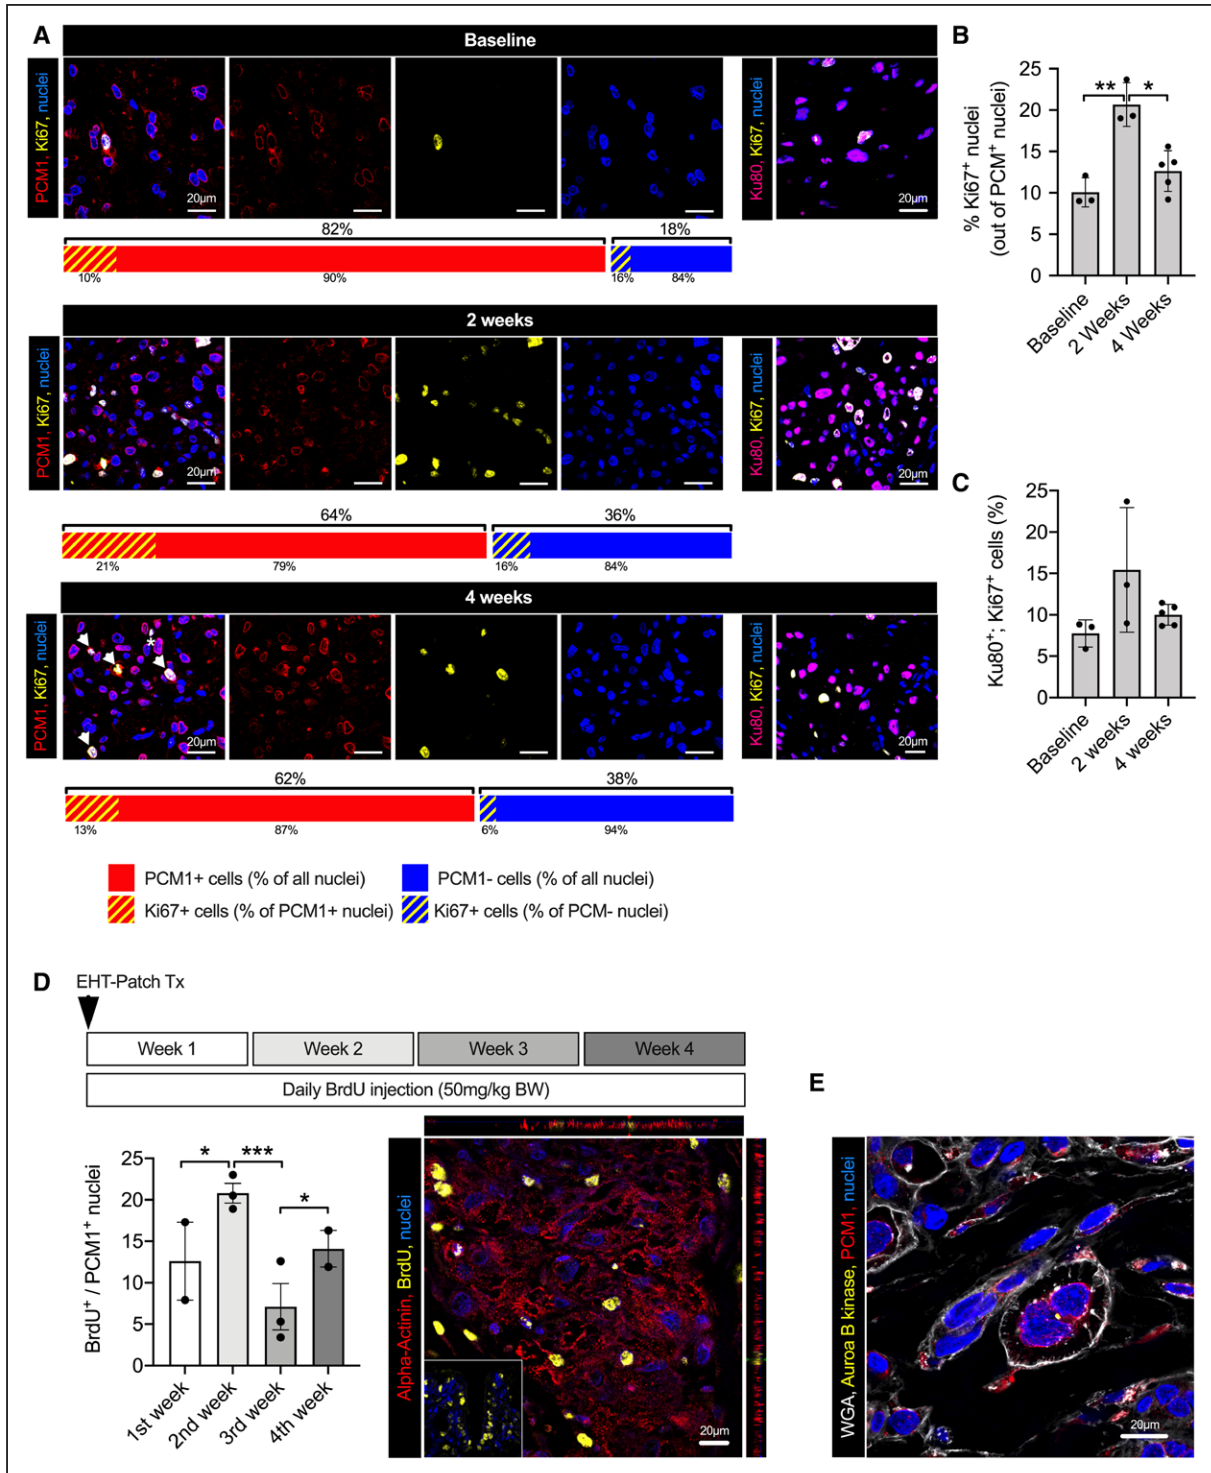 A
Baseline
PCM1, Ki67, nuclei
20µm
Ku80, Ki67, nuclei
20µm
82%
18%
10%
90%
16%
84%
2 weeks
PCM1, Ki67, nuclei
20µm
Ku80, Ki67, nuclei
20µm
64%
36%
21%
79%
16%
84%
4 weeks
PCM1, Ki67, nuclei
*
20µm
Ku80, Ki67, nuclei
20µm
62%
38%
13%
87%
6%
94%
PCM1+ cells (% of all nuclei)
PCM1- cells (% of all nuclei)
Ki67+ cells (% of PCM1+ nuclei)
Ki67+ cells (% of PCM- nuclei)
B
% Ki67⁺ nuclei
(out of PCM⁺ nuclei)
25
20
15
10
5
0
**
*
Baseline
2 Weeks
4 Weeks
C
Ku80⁺; Ki67⁺ cells (%)
25
20
15
10
5
0
Baseline
2 weeks
4 weeks
D
EHT-Patch Tx
Week 1
Week 2
Week 3
Week 4
Daily BrdU injection (50mg/kg BW)
BrdU⁺ / PCM1⁺ nuclei
25
20
15
10
5
0
*
***
*
1st week
2nd week
3rd week
4th week
Alpha-Actinin, BrdU, nuclei
20µm
E
WGA, Auroa B kinase, PCM1, nuclei
20µm